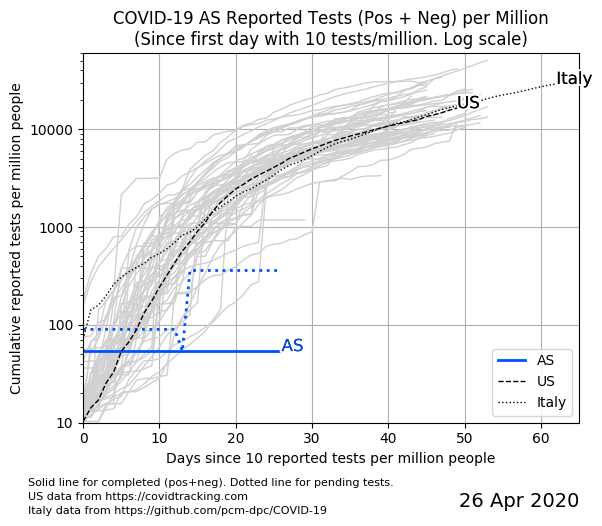 COVID-19 AS Reported Tests (Pos + Neg) per Million
(Since first day with 10 tests/million. Log scale)
Cumulative reported tests per million people
10000
1000
100
10
Italy
US
AS
AS
US
Italy
0
10
20
30
40
50
60
Days since 10 reported tests per million people
Solid line for completed (pos+neg). Dotted line for pending tests.
US data from https://covidtracking.com
Italy data from https://github.com/pcm-dpc/COVID-19
26 Apr 2020